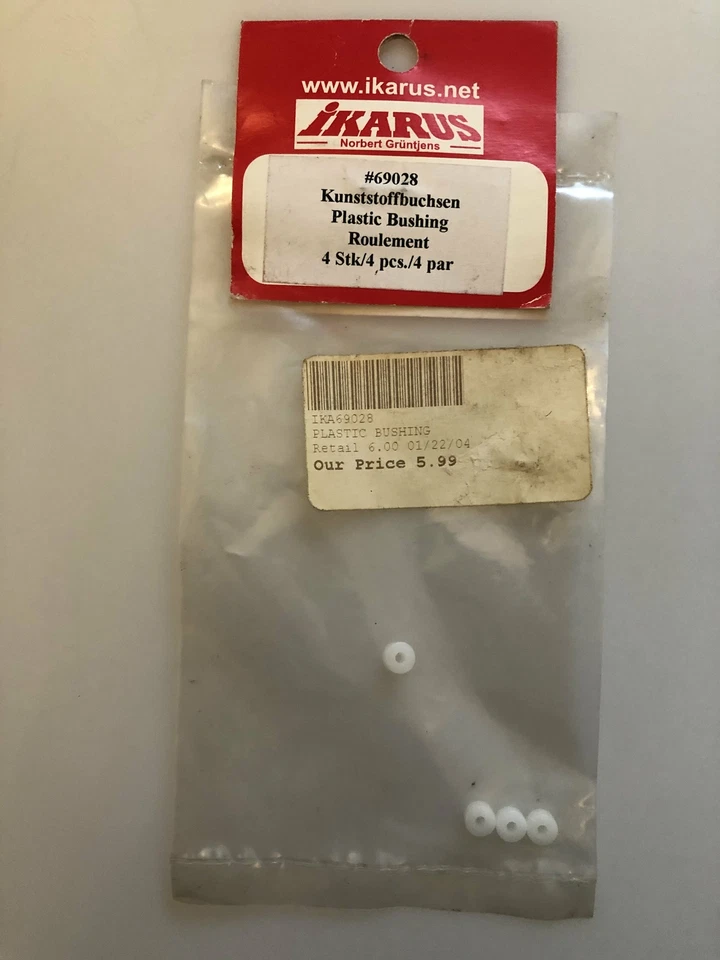 www.ikarus.net
iKARUS
Norbert Grüntjens
#69028
Kunststoffbuchsen
Plastic Bushing
Roulement
4 Stk/4 pcs./4 par
IKA69028
PLASTIC BUSHING
Retail 6.00 01/22/04
Our Price 5.99